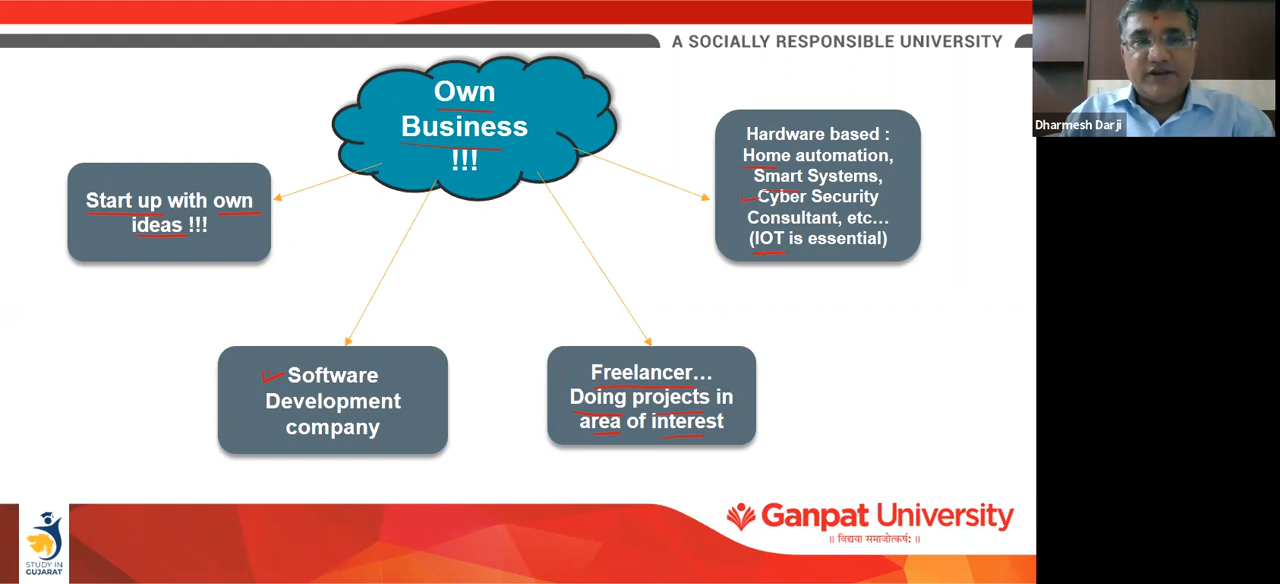 A SOCIALLY RESPONSIBLE UNIVERSITY
Dharmesh Darji
Own
Business
!!!
Start up with own
ideas !!!
Hardware based :
Home automation,
Smart Systems,
Cyber Security
Consultant, etc...
(IOT is essential)
Software
Development
company
Freelancer...
Doing projects in
area of interest
STUDY IN
GUJARAT
Ganpat University
॥ विद्यया समाजोत्कर्षः ॥